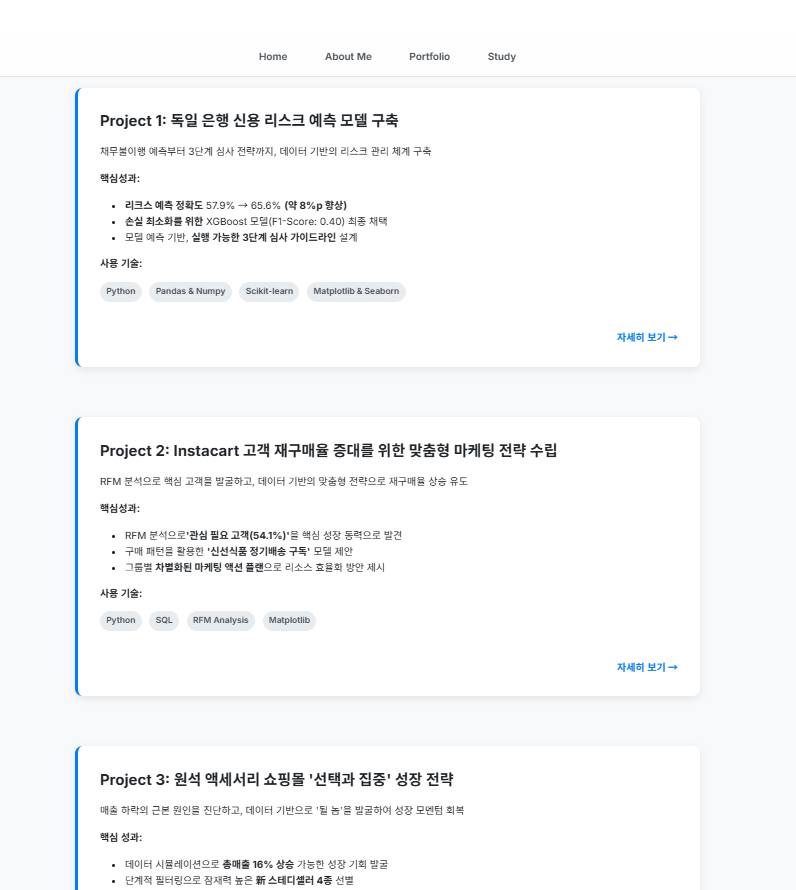 Home About Me Portfolio Study
Project 1: 독일 은행 신용 리스크 예측 모델 구축
채무불이행 예측부터 3단계 심사 전략까지, 데이터 기반의 리스크 관리 체계 구축
핵심성과:
• 리크스 예측 정확도 57.9% → 65.6% (약 8%p 향상)
• 손실 최소화를 위한 XGBoost 모델(F1-Score: 0.40) 최종 채택
• 모델 예측 기반, 실행 가능한 3단계 심사 가이드라인 설계
사용 기술:
Python Pandas & Numpy Scikit-learn Matplotlib & Seaborn
자세히 보기 →
Project 2: Instacart 고객 재구매율 증대를 위한 맞춤형 마케팅 전략 수립
RFM 분석으로 핵심 고객을 발굴하고, 데이터 기반의 맞춤형 전략으로 재구매율 상승 유도
핵심성과:
• RFM 분석으로'관심 필요 고객(54.1%)'을 핵심 성장 동력으로 발견
• 구매 패턴을 활용한 '신선식품 정기배송 구독' 모델 제안
• 그룹별 차별화된 마케팅 액션 플랜으로 리소스 효율화 방안 제시
사용 기술:
Python SQL RFM Analysis Matplotlib
자세히 보기 →
Project 3: 원석 액세서리 쇼핑몰 '선택과 집중' 성장 전략
매출 하락의 근본 원인을 진단하고, 데이터 기반으로 '될 놈'을 발굴하여 성장 모멘텀 회복
핵심 성과:
• 데이터 시뮬레이션으로 총매출 16% 상승 가능한 성장 기회 발굴
• 단계적 필터링으로 잠재력 높은 新 스테디셀러 4종 선별